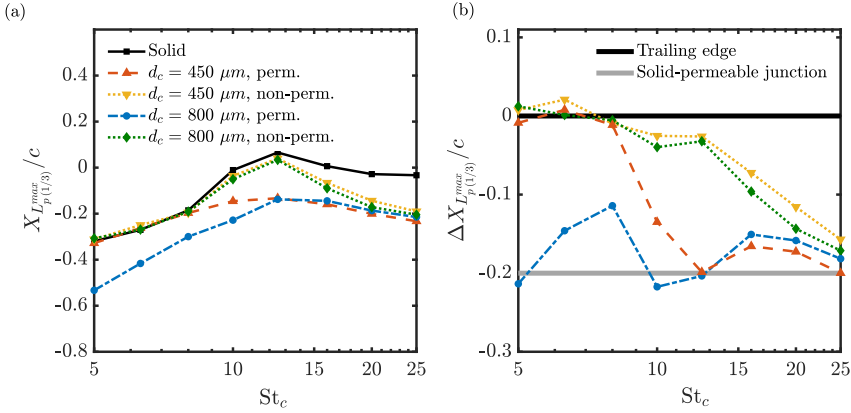 (a)
0.4
0.2
0
-0.2
-0.4
-0.6
-0.8
5
10
15
20
25
X_{L_{p(1/3)}^{max}}/c
St_c
Solid
d_c = 450 μm, perm.
d_c = 450 μm, non-perm.
d_c = 800 μm, perm.
d_c = 800 μm, non-perm.
(b)
0.1
0
-0.1
-0.2
-0.3
5
10
15
20
25
ΔX_{L_{p(1/3)}^{max}}/c
St_c
Trailing edge
Solid-permeable junction